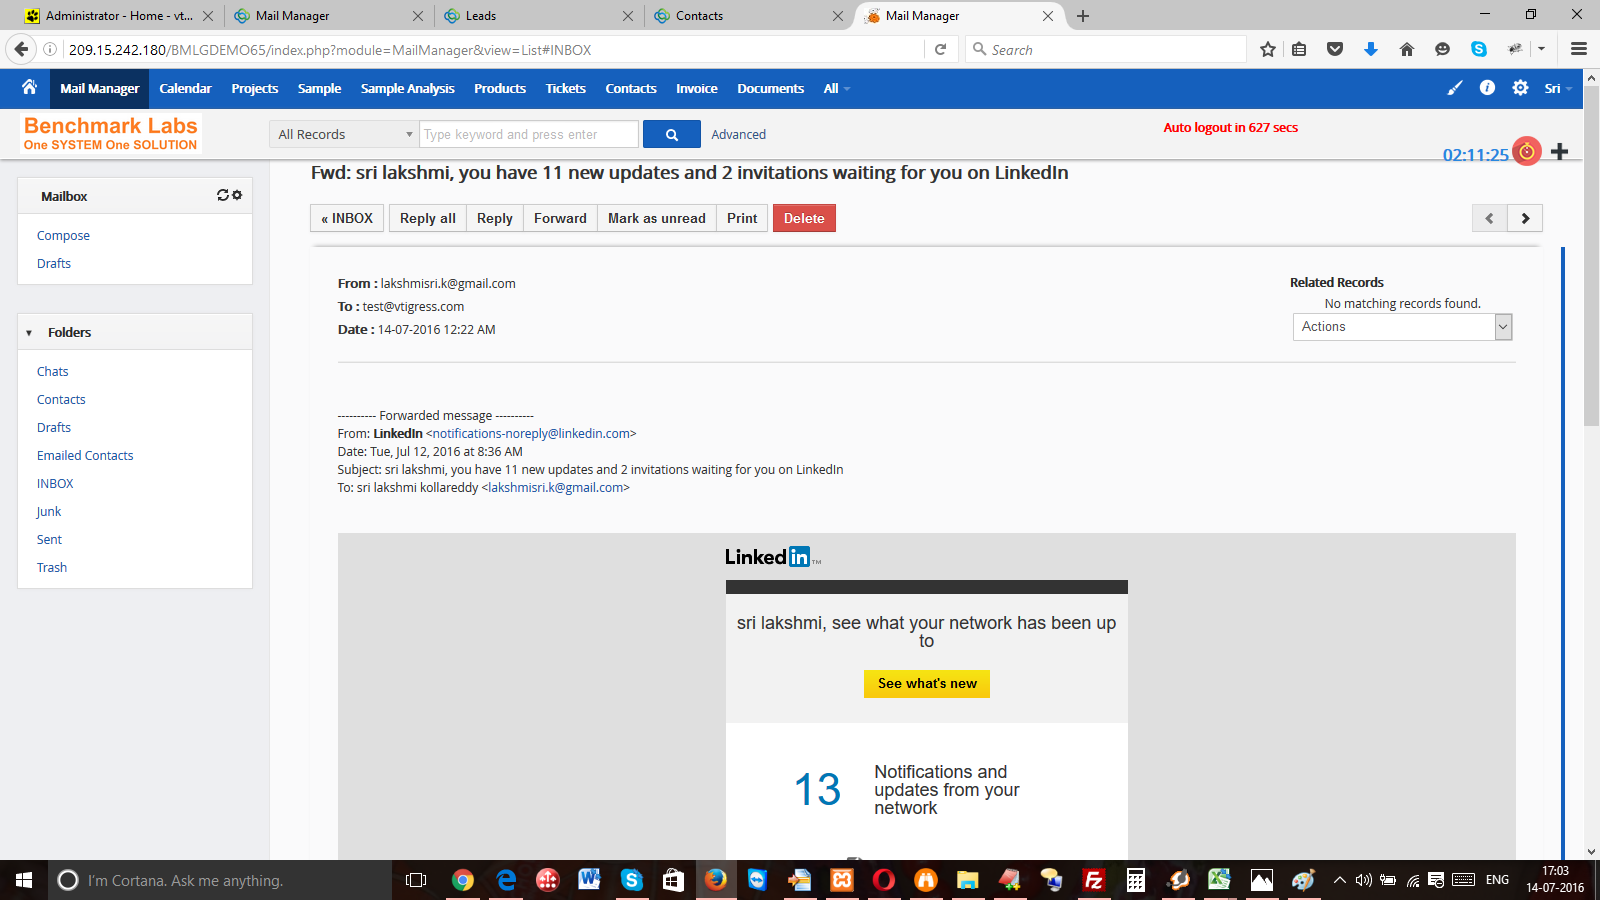 Administrator - Home - vt...
Mail Manager
Leads
Contacts
Mail Manager
209.15.242.180/BMLGDEMO65/index.php?module=MailManager&view=List#INBOX
Search
Mail Manager Calendar Projects Sample Sample Analysis Products Tickets Contacts Invoice Documents All
Sri
Benchmark Labs
One SYSTEM One SOLUTION
All Records
Type keyword and press enter
Advanced
Auto logout in 627 secs
02:11:25
Fwd: sri lakshmi, you have 11 new updates and 2 invitations waiting for you on LinkedIn
Mailbox
Compose
Drafts
Folders
Chats
Contacts
Drafts
Emailed Contacts
INBOX
Junk
Sent
Trash
« INBOX Reply all Reply Forward Mark as unread Print Delete
From : lakshmisri.k@gmail.com
To : test@vtigress.com
Date : 14-07-2016 12:22 AM
Related Records
No matching records found.
Actions
---------- Forwarded message ----------
From: LinkedIn <notifications-noreply@linkedin.com>
Date: Tue, Jul 12, 2016 at 8:36 AM
Subject: sri lakshmi, you have 11 new updates and 2 invitations waiting for you on LinkedIn
To: sri lakshmi kollareddy <lakshmisri.k@gmail.com>
Linked in ™
sri lakshmi, see what your network has been up
to
See what's new
13
Notifications and
updates from your
network
I'm Cortana. Ask me anything.
ENG
17:03
14-07-2016